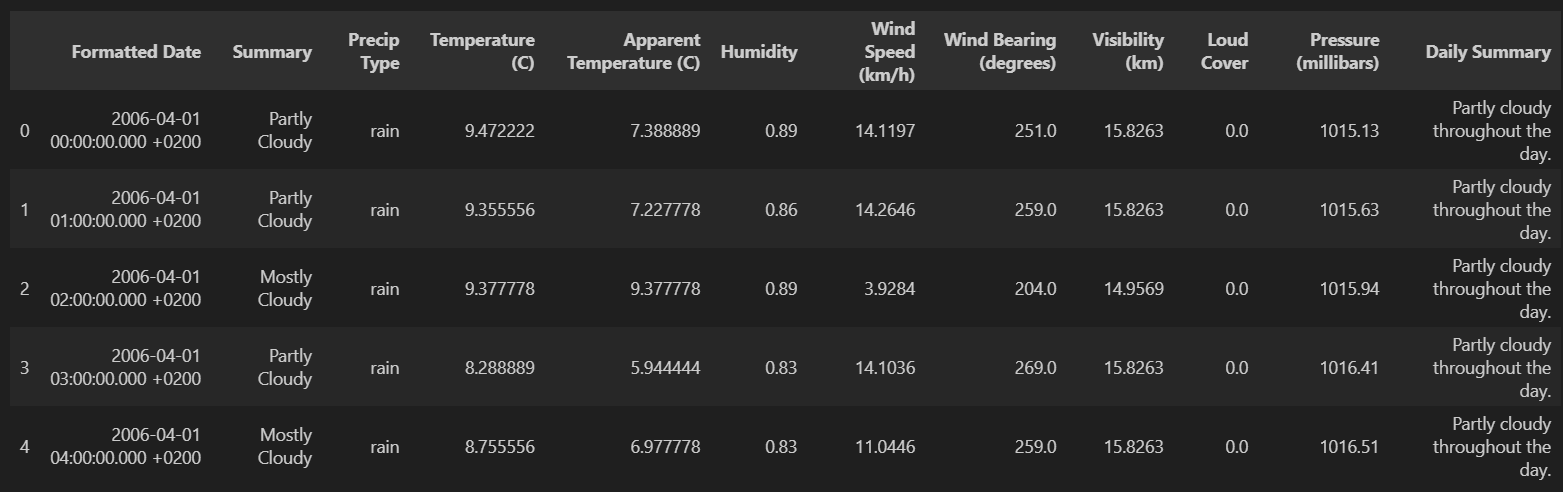 Formatted Date Summary Precip Type Temperature (C) Apparent Temperature (C) Humidity Wind Speed (km/h) Wind Bearing (degrees) Visibility (km) Loud Cover Pressure (millibars) Daily Summary
0 2006-04-01 00:00:00.000 +0200 Partly Cloudy rain 9.472222 7.388889 0.89 14.1197 251.0 15.8263 0.0 1015.13 Partly cloudy throughout the day.
1 2006-04-01 01:00:00.000 +0200 Partly Cloudy rain 9.355556 7.227778 0.86 14.2646 259.0 15.8263 0.0 1015.63 Partly cloudy throughout the day.
2 2006-04-01 02:00:00.000 +0200 Mostly Cloudy rain 9.377778 9.377778 0.89 3.9284 204.0 14.9569 0.0 1015.94 Partly cloudy throughout the day.
3 2006-04-01 03:00:00.000 +0200 Partly Cloudy rain 8.288889 5.944444 0.83 14.1036 269.0 15.8263 0.0 1016.41 Partly cloudy throughout the day.
4 2006-04-01 04:00:00.000 +0200 Mostly Cloudy rain 8.755556 6.977778 0.83 11.0446 259.0 15.8263 0.0 1016.51 Partly cloudy throughout the day.